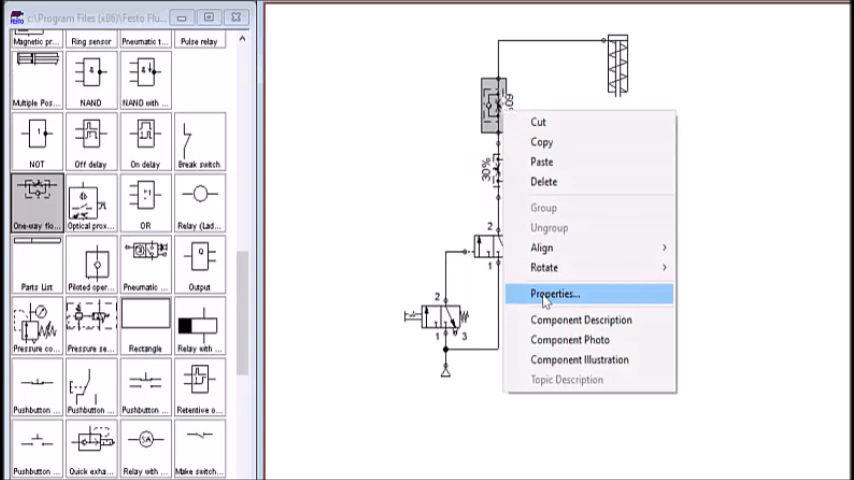 c:\Program Files (x86)\Festo Flu...
Magnetic pr... Ring sensor Pneumatic t... Pulse relay
Multiple Pos... NAND NAND with ...
NOT Off delay On delay Break switch
One-way flo... Optical prox... OR Relay (Lad...
Parts List Piloted oper... Pneumatic ... Output
Pressure co... Pressure se... Rectangle Relay with ...
Pushbutton ... Pushbutton ... Pushbutton ... Retentive o...
Pushbutton ... Quick exha... Relay with ... Make switch...
30%
2
1
2
1 3
Cut
Copy
Paste
Delete
Group
Ungroup
Align
Rotate
Properties...
Component Description
Component Photo
Component Illustration
Topic Description